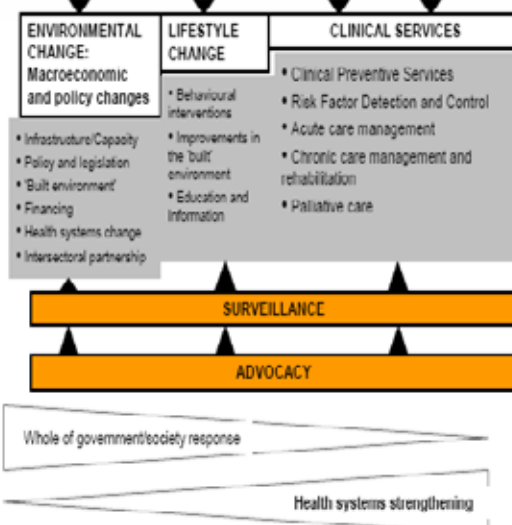 ENVIRONMENTAL
CHANGE:
Macroeconomic
and policy changes
• Infrastructure/Capacity
• Policy and legislation
• 'Built environment'
• Financing
• Health systems change
• Intersectoral partnership
LIFESTYLE
CHANGE
• Behavioural
interventions
• Improvements in
the 'built'
environment
• Education and
Information
CLINICAL SERVICES
• Clinical Preventive Services
• Risk Factor Detection and Control
• Acute care management
• Chronic care management and
rehabilitation
• Palliative care
SURVEILLANCE
ADVOCACY
Whole of government/society response
Health systems strengthening